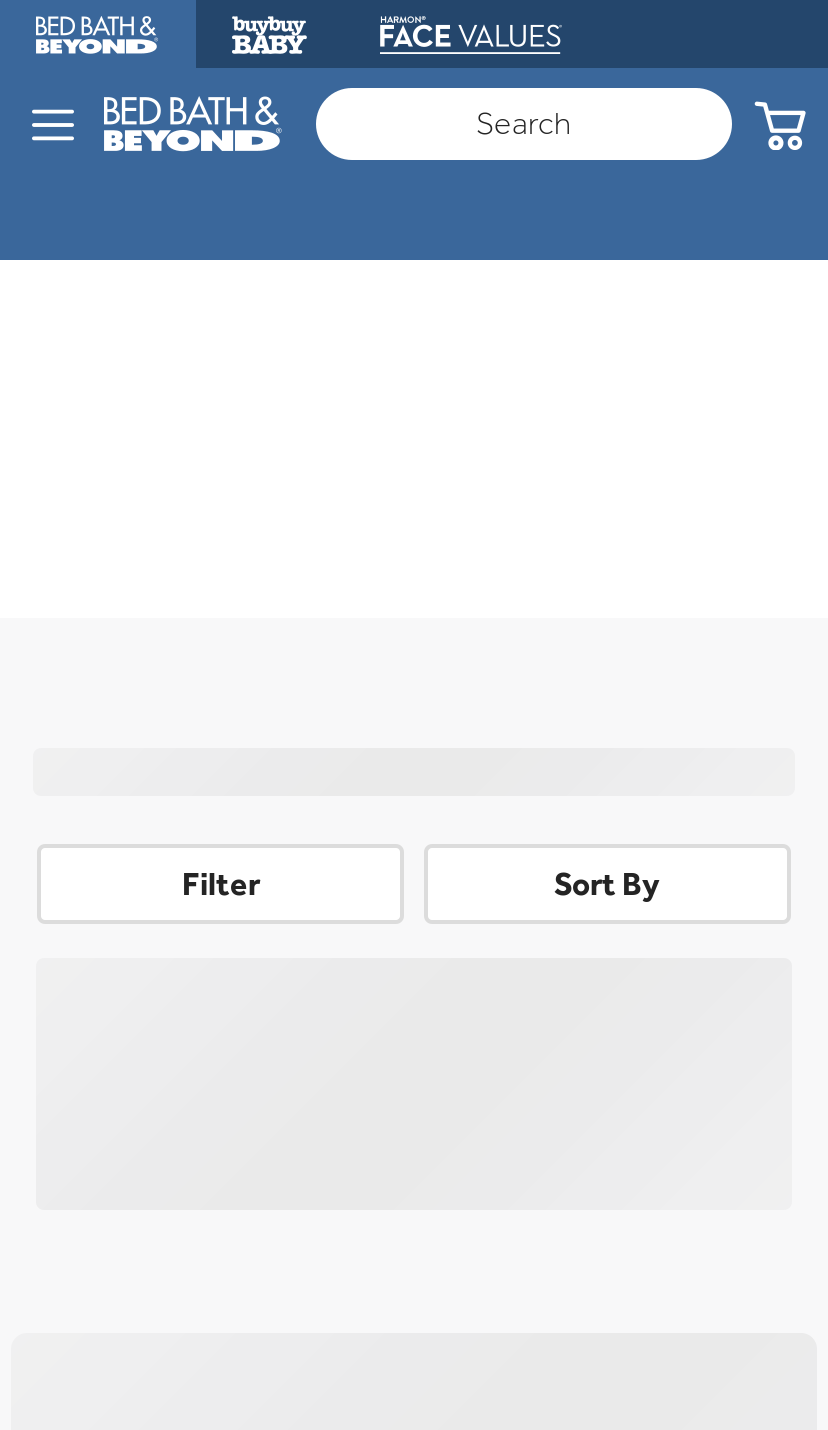 BED BATH &
BEYOND®
buybuy
BABY
HARMON®
FACE VALUES®
BED BATH &
BEYOND®
Search
Filter
Sort By